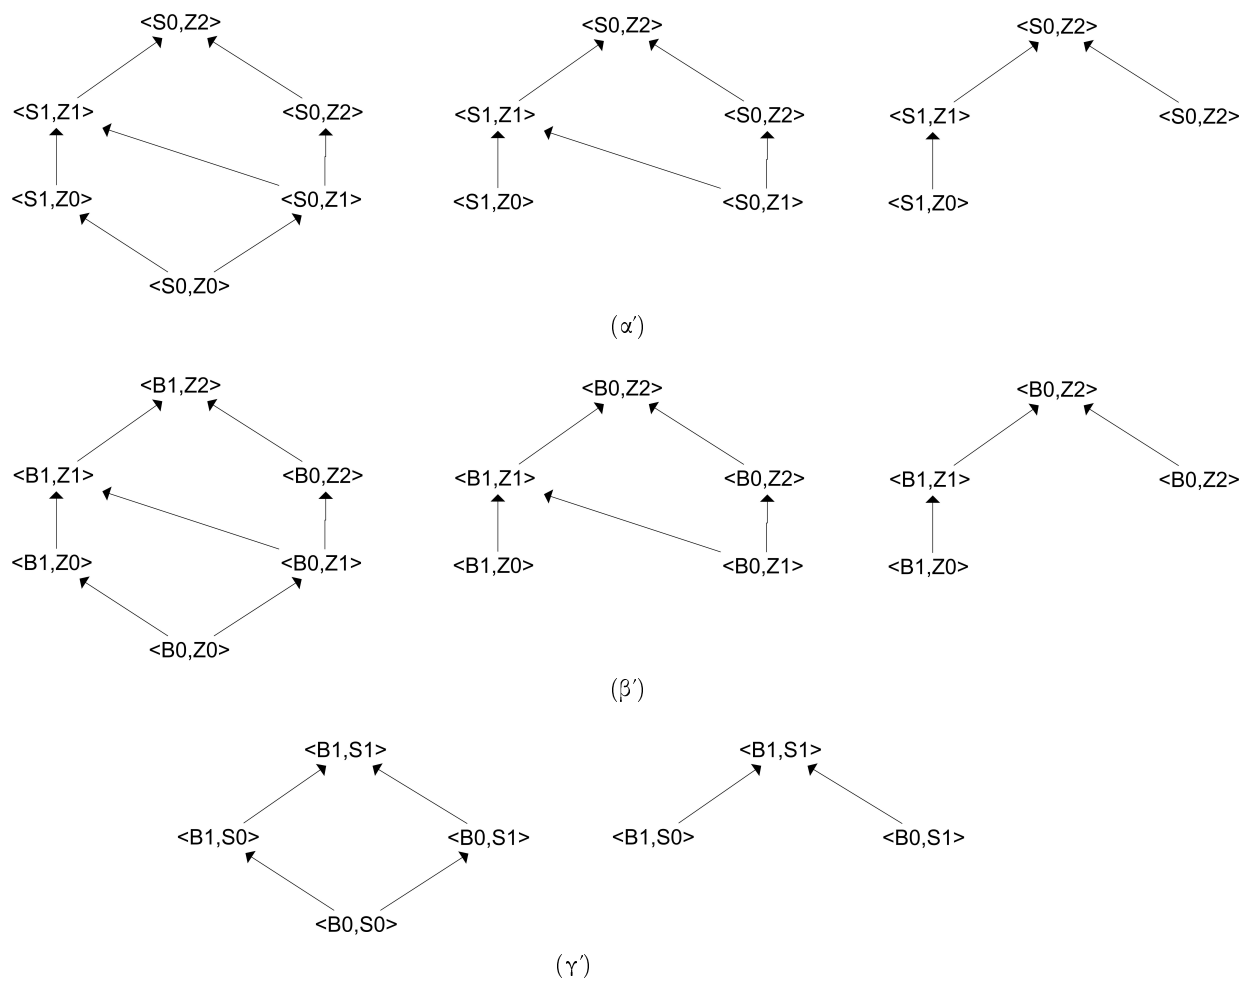 <S0,Z2> <S0,Z2> <S0,Z2>
<S1,Z1> <S0,Z2> <S1,Z1> <S0,Z2> <S1,Z1> <S0,Z2>
<S1,Z0> <S0,Z1> <S1,Z0> <S0,Z1> <S1,Z0>
<S0,Z0>
(α')
<B1,Z2> <B0,Z2> <B0,Z2>
<B1,Z1> <B0,Z2> <B1,Z1> <B0,Z2> <B1,Z1> <B0,Z2>
<B1,Z0> <B0,Z1> <B1,Z0> <B0,Z1> <B1,Z0>
<B0,Z0>
(β')
<B1,S1> <B1,S1>
<B1,S0> <B0,S1> <B1,S0> <B0,S1>
<B0,S0>
(γ')